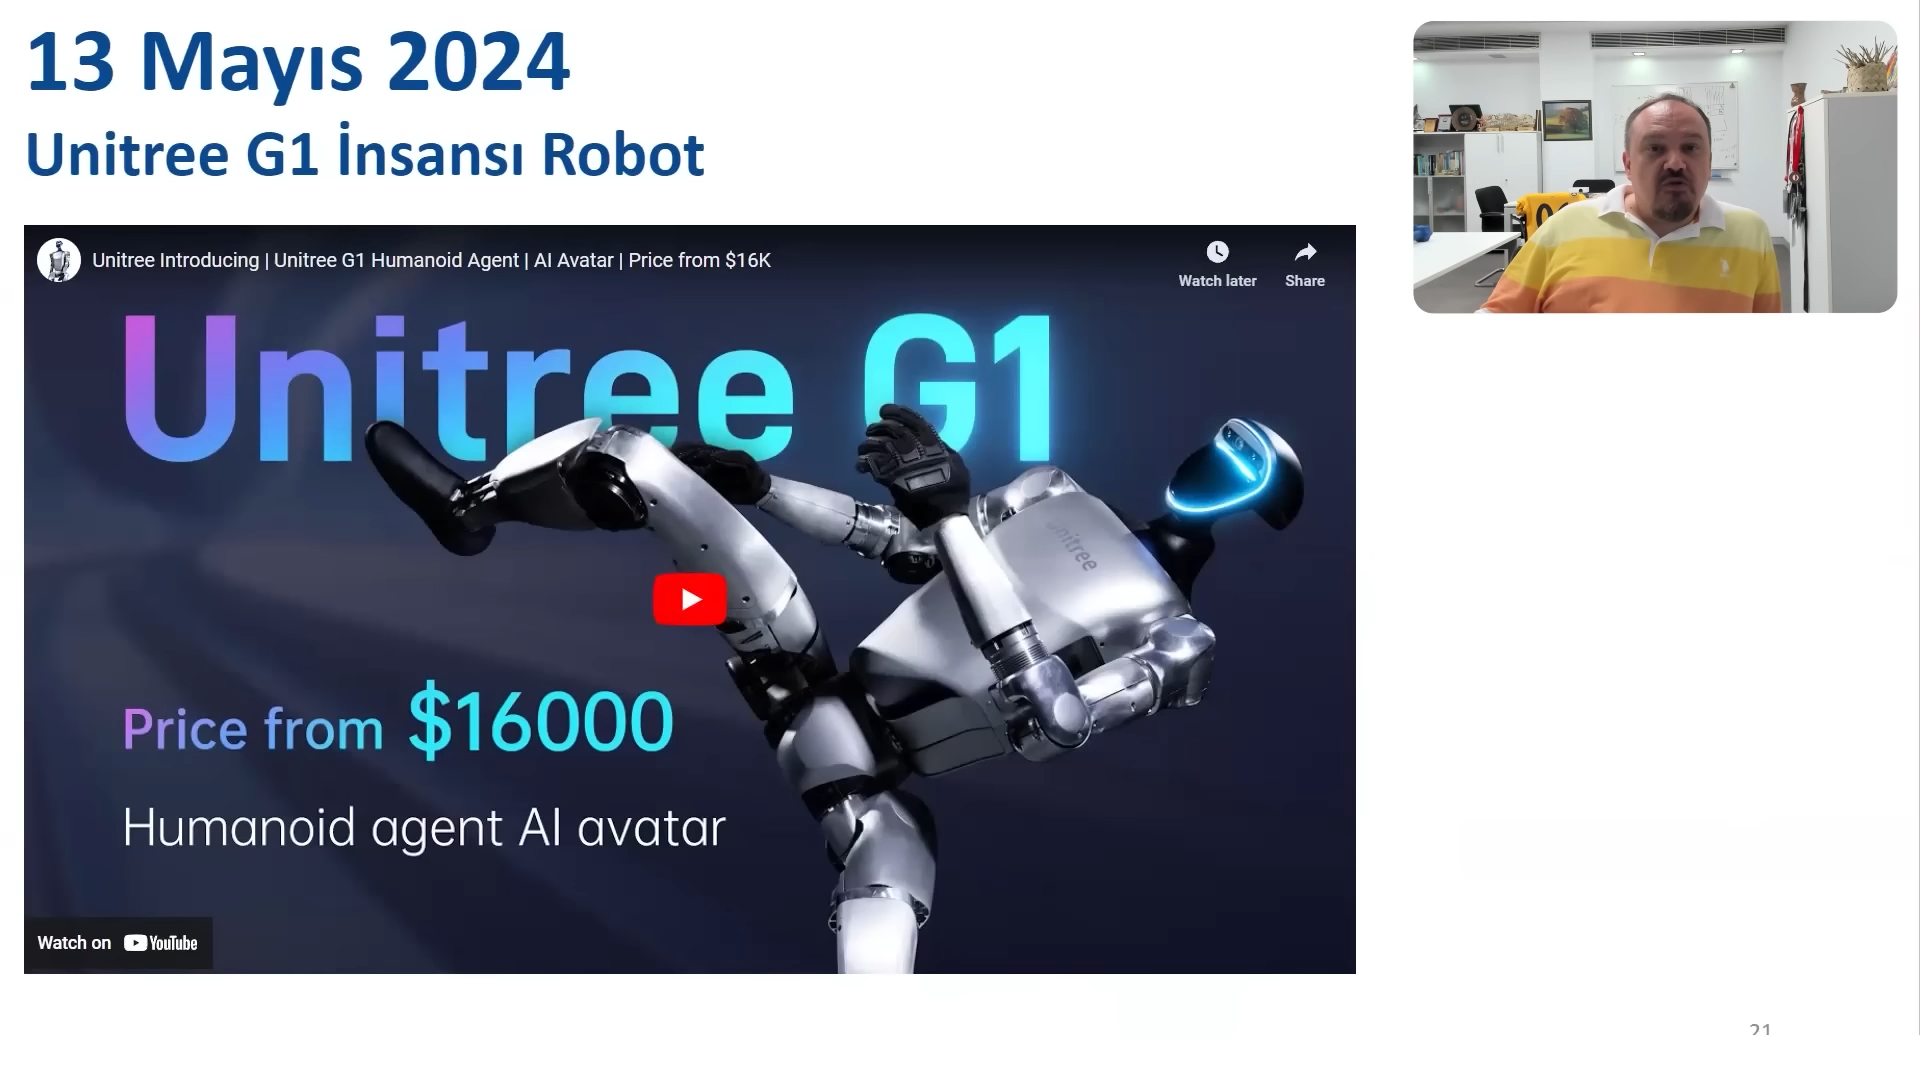 13 Mayıs 2024
Unitree G1 İnsansı Robot
Unitree Introducing | Unitree G1 Humanoid Agent | AI Avatar | Price from $16K
Watch later
Share
Unitree G1
unitree
Price from $16000
Humanoid agent AI avatar
Watch on YouTube
21